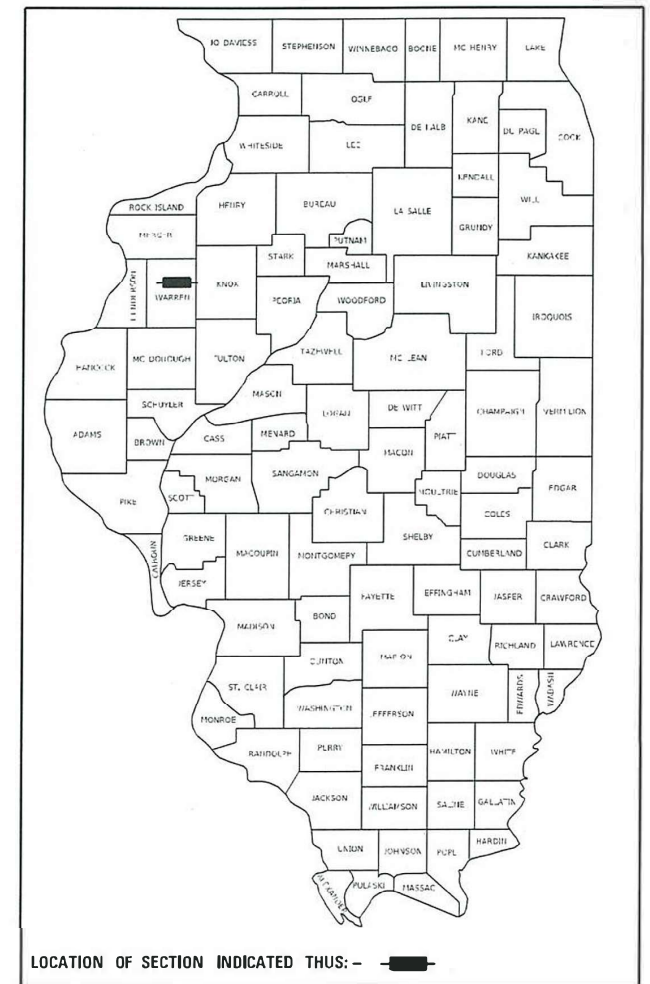 JO DAVIESS STEPHENSON WINNEBAGO BOONE MC HENRY LAKE
CARROLL OGLE DE KALB KANE DU PAGE COOK
WHITESIDE LEE
KENDALL WILL
ROCK ISLAND HENRY BUREAU LA SALLE GRUNDY
MERCER PUTNAM
STARK MARSHALL KANKAKEE
HENDERSON WARREN KNOX PEORIA WOODFORD LIVINGSTON IROQUOIS
HANCOCK MC DONOUGH FULTON TAZEWELL MC LEAN FORD
MASON
SCHUYLER LOGAN DE WITT CHAMPAIGN VERMILION
ADAMS BROWN CASS MENARD PIATT
MACON
PIKE SCOTT MORGAN SANGAMON MOULTRIE DOUGLAS EDGAR
CHRISTIAN COLES
CALHOUN GREENE MACOUPIN MONTGOMERY SHELBY CUMBERLAND CLARK
JERSEY FAYETTE EFFINGHAM JASPER CRAWFORD
MADISON BOND
CLINTON MARION CLAY RICHLAND LAWRENCE
ST. CLAIR WAYNE EDWARDS WABASH
MONROE WASHINGTON JEFFERSON
RANDOLPH PERRY HAMILTON WHITE
FRANKLIN
JACKSON WILLIAMSON SALINE GALLATIN
UNION JOHNSON POPE HARDIN
ALEXANDER PULASKI MASSAC
LOCATION OF SECTION INDICATED THUS: -